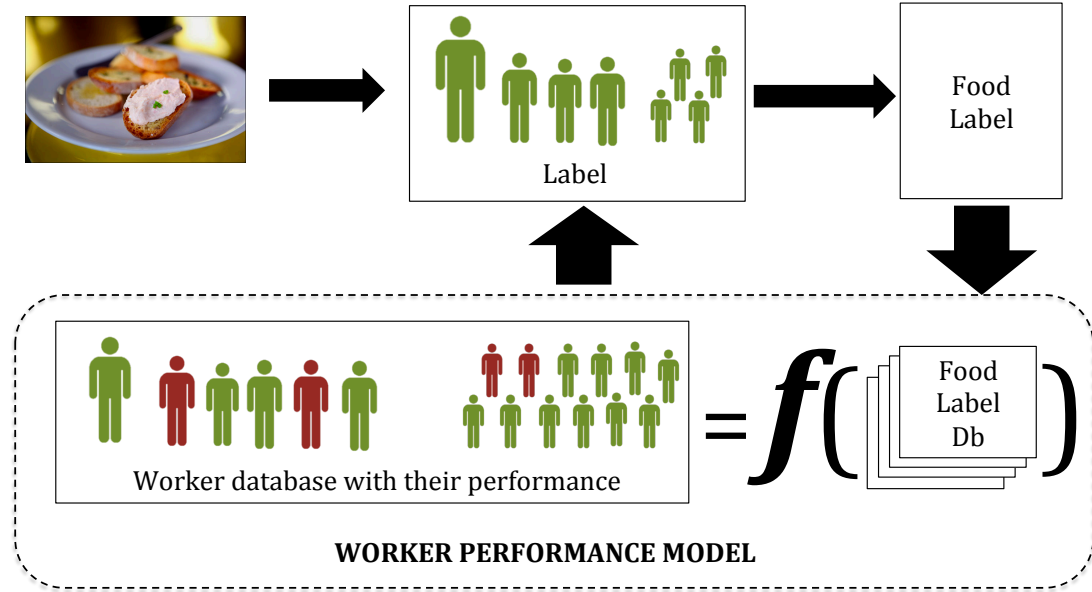 Label
Food
Label
Worker database with their performance
= f(
Food
Label
Db
)
WORKER PERFORMANCE MODEL